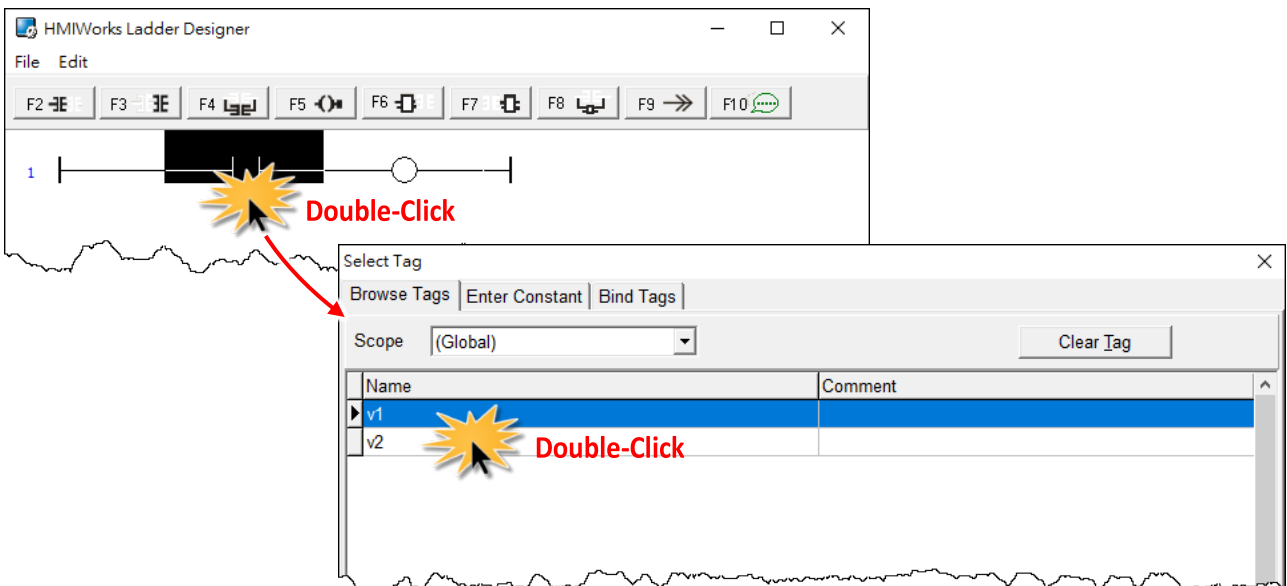 HMIWorks Ladder Designer
File Edit
F2 F3 F4 F5 F6 F7 F8 F9 F10
1
Double-Click
Select Tag
Browse Tags Enter Constant Bind Tags
Scope (Global) Clear Tag
Name Comment
v1
v2
Double-Click